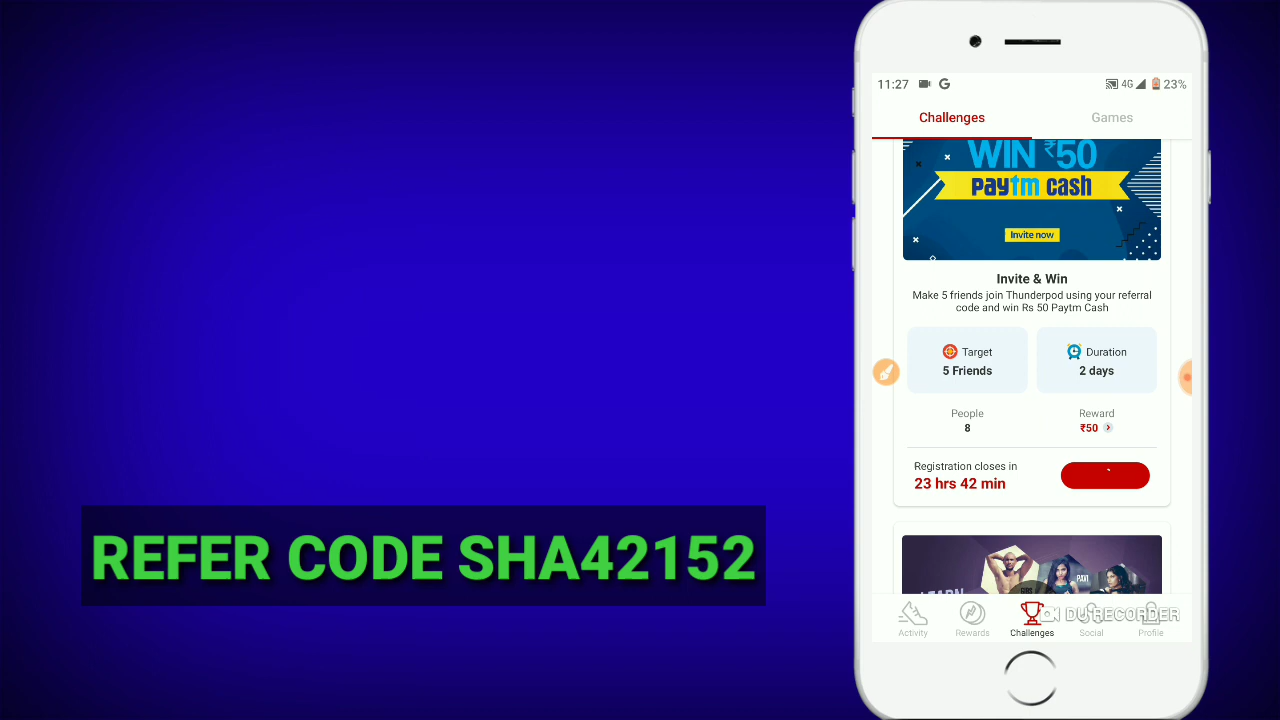 REFER CODE SHA42152
11:27 G 4G 23%
Challenges Games
WIN ₹50
paytm cash
Invite now
Invite & Win
Make 5 friends join Thunderpod using your referral
code and win Rs 50 Paytm Cash
Target
5 Friends
Duration
2 days
People
8
Reward
₹50
Registration closes in
23 hrs 42 min
PAVI
DU RECORDER
Activity Rewards Challenges Social Profile